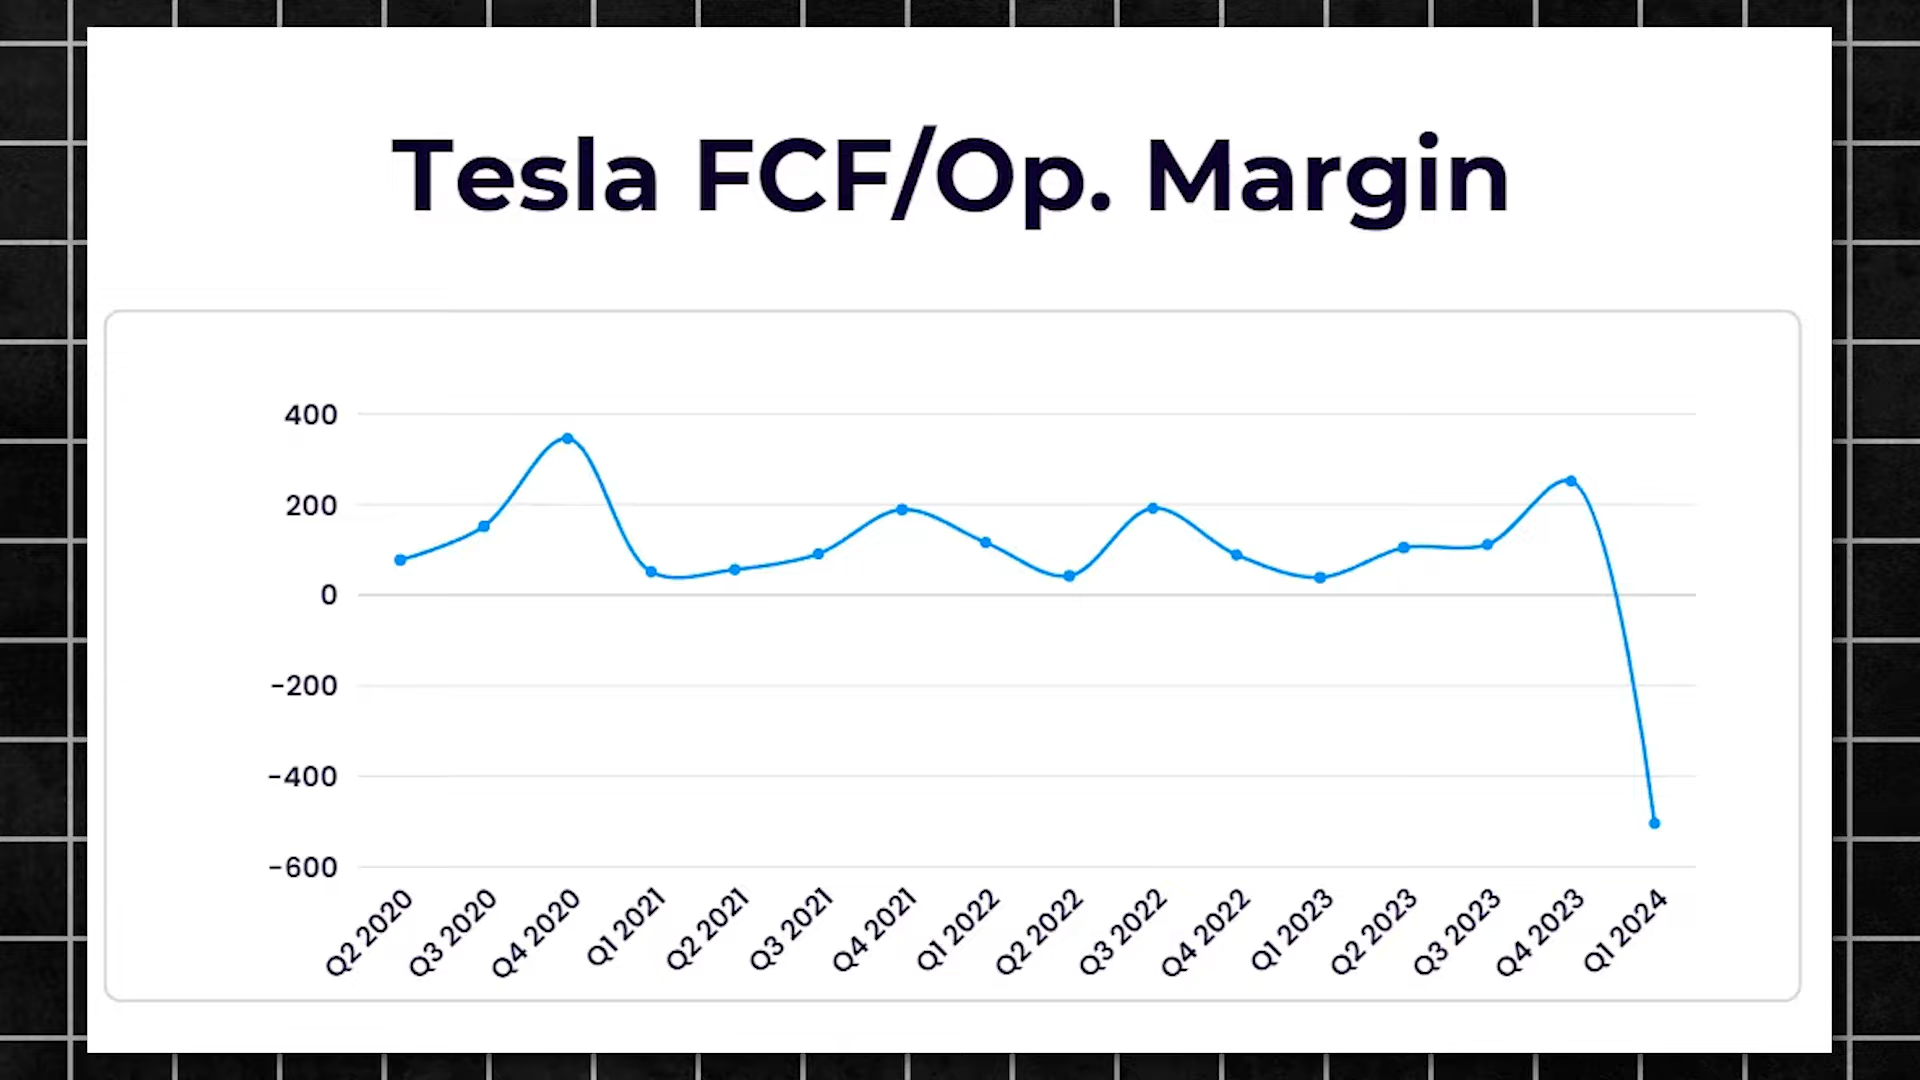 Tesla FCF/Op. Margin
400
200
0
-200
-400
-600
Q2 2020
Q3 2020
Q4 2020
Q1 2021
Q2 2021
Q3 2021
Q4 2021
Q1 2022
Q2 2022
Q3 2022
Q4 2022
Q1 2023
Q2 2023
Q3 2023
Q4 2023
Q1 2024